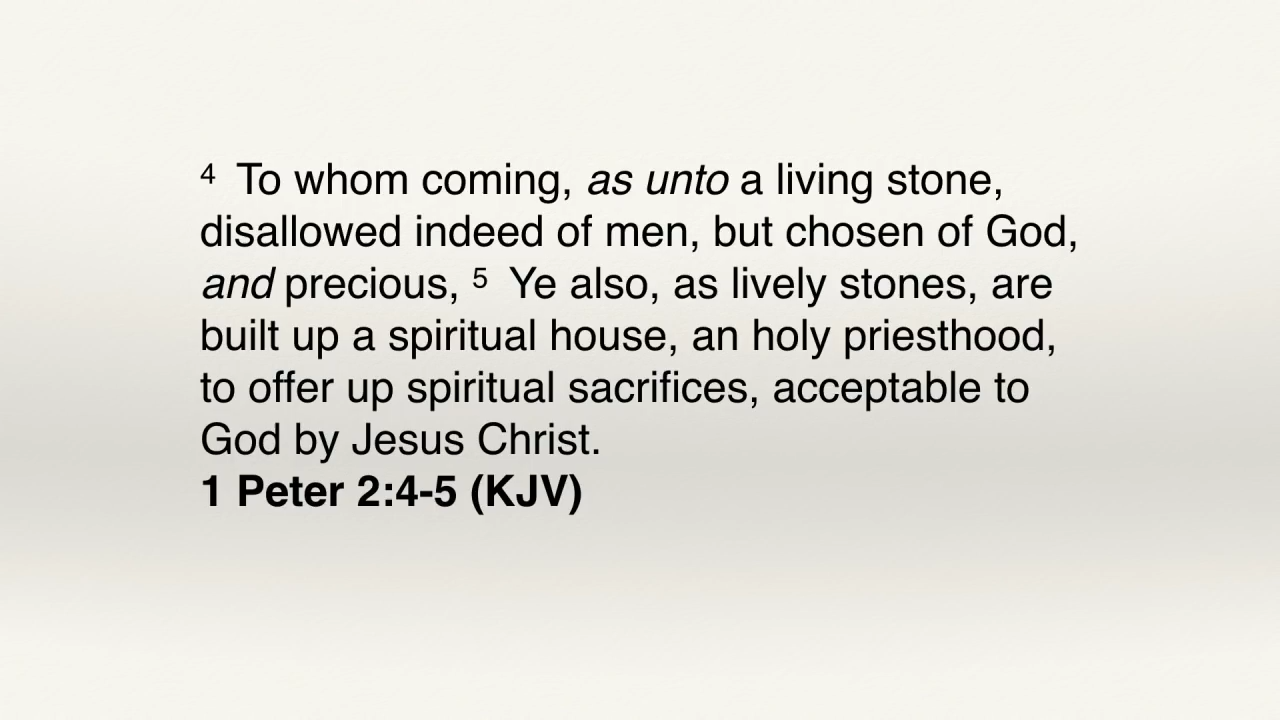 4 To whom coming, as unto a living stone,
disallowed indeed of men, but chosen of God,
and precious, 5 Ye also, as lively stones, are
built up a spiritual house, an holy priesthood,
to offer up spiritual sacrifices, acceptable to
God by Jesus Christ.
1 Peter 2:4-5 (KJV)